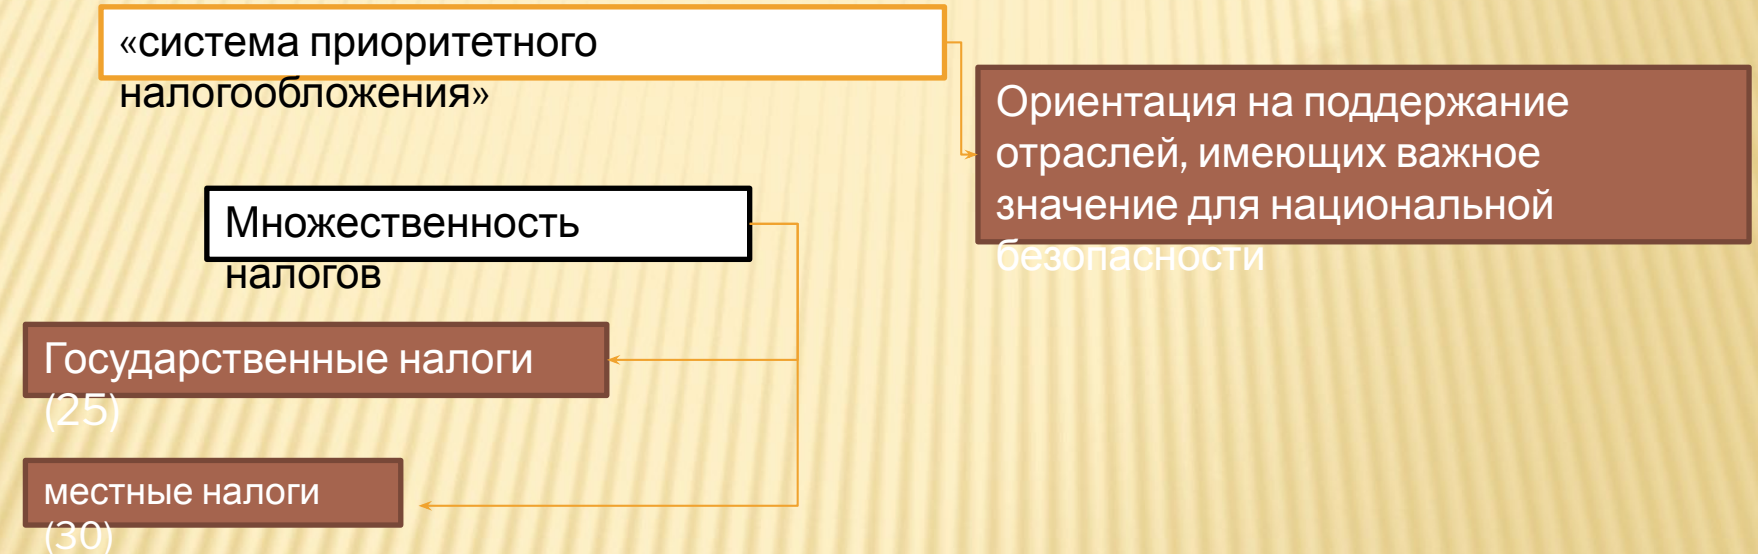 «система приоритетного
налогообложения»
Ориентация на поддержание
отраслей, имеющих важное
значение для национальной
безопасности
Множественность
налогов
Государственные налоги
(25)
местные налоги
(30)